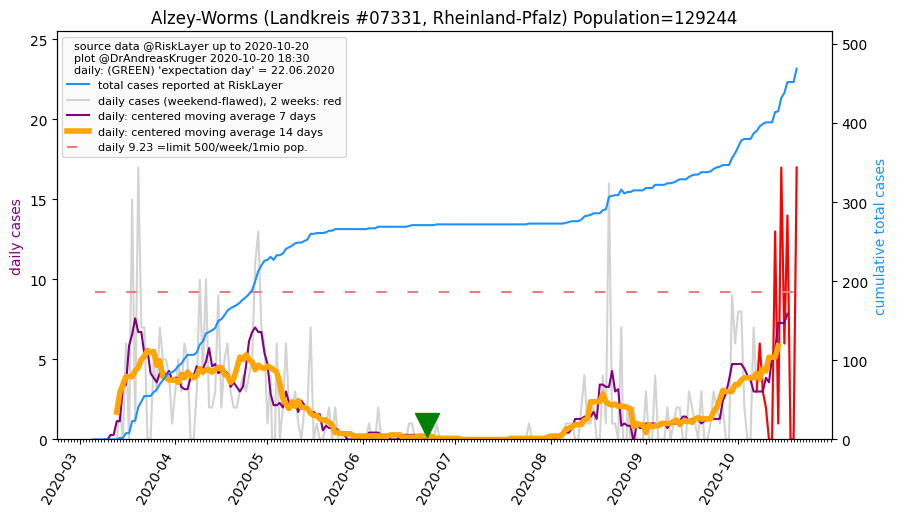 Alzey-Worms (Landkreis #07331, Rheinland-Pfalz) Population=129244
source data @RiskLayer up to 2020-10-20
plot @DrAndreasKruger 2020-10-20 18:30
daily: (GREEN) 'expectation day' = 22.06.2020
total cases reported at RiskLayer
daily cases (weekend-flawed), 2 weeks: red
daily: centered moving average 7 days
daily: centered moving average 14 days
daily 9.23 =limit 500/week/1mio pop.
daily cases
25
20
15
10
5
0
cumulative total cases
500
400
300
200
100
0
2020-03
2020-04
2020-05
2020-06
2020-07
2020-08
2020-09
2020-10